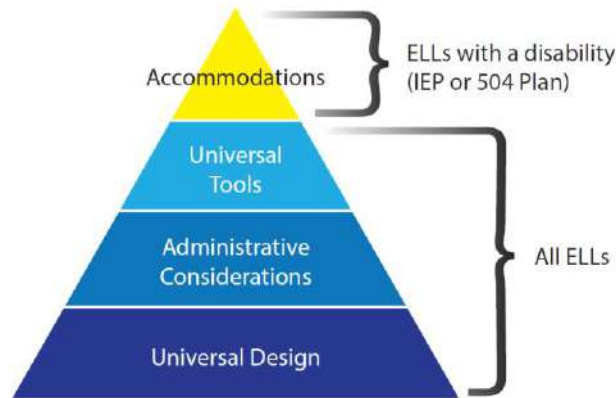 Accommodations
ELLs with a disability
(IEP or 504 Plan)
Universal
Tools
Administrative
Considerations
All ELLs
Universal Design